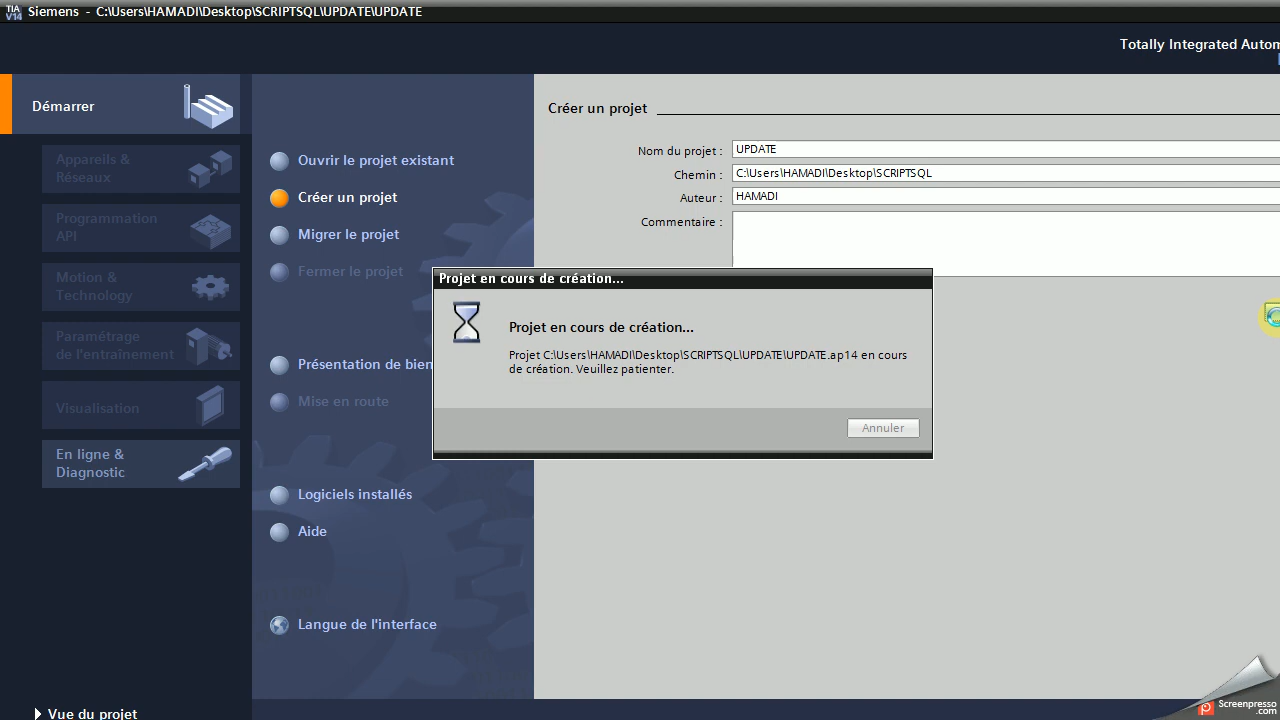 TIA
V14
Siemens - C:\Users\HAMADI\Desktop\SCRIPTSQL\UPDATE\UPDATE
Totally Integrated Autom
Démarrer
Appareils &
Réseaux
Programmation
API
Motion &
Technology
Paramétrage
de l'entraînement
Visualisation
En ligne &
Diagnostic
Vue du projet
Ouvrir le projet existant
Créer un projet
Migrer le projet
Fermer le projet
Présentation de bien
Mise en route
Logiciels installés
Aide
Langue de l'interface
Créer un projet
Nom du projet : UPDATE
Chemin : C:\Users\HAMADI\Desktop\SCRIPTSQL
Auteur : HAMADI
Commentaire :
Projet en cours de création...
Projet en cours de création...
Projet C:\Users\HAMADI\Desktop\SCRIPTSQL\UPDATE\UPDATE.ap14 en cours
de création. Veuillez patienter.
Annuler
Screenpresso
.com